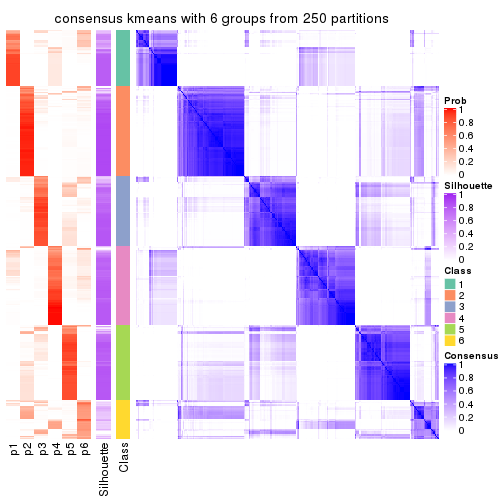 consensus kmeans with 6 groups from 250 partitions
p1
p2
p3
p4
p5
p6
Silhouette
Class
Prob
1
0.8
0.6
0.4
0.2
0
Silhouette
1
0.8
0.6
0.4
0.2
0
Class
1
2
3
4
5
6
Consensus
1
0.8
0.6
0.4
0.2
0